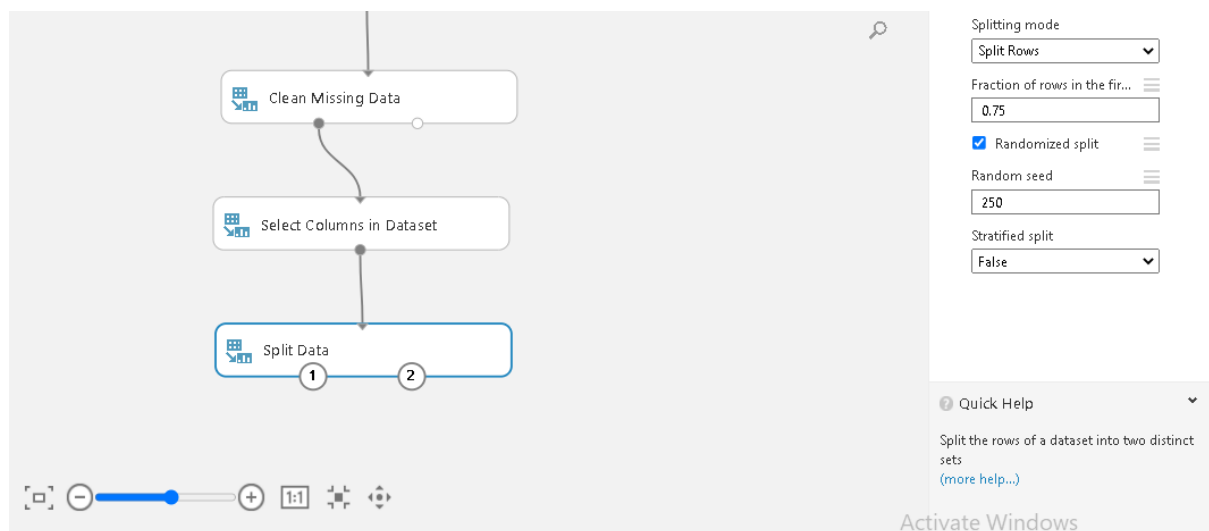 Clean Missing Data
Select Columns in Dataset
Split Data
1
2
1:1
Splitting mode
Split Rows
Fraction of rows in the fir...
0.75
Randomized split
Random seed
250
Stratified split
False
Quick Help
Split the rows of a dataset into two distinct
sets
(more help...)
Activate Windows